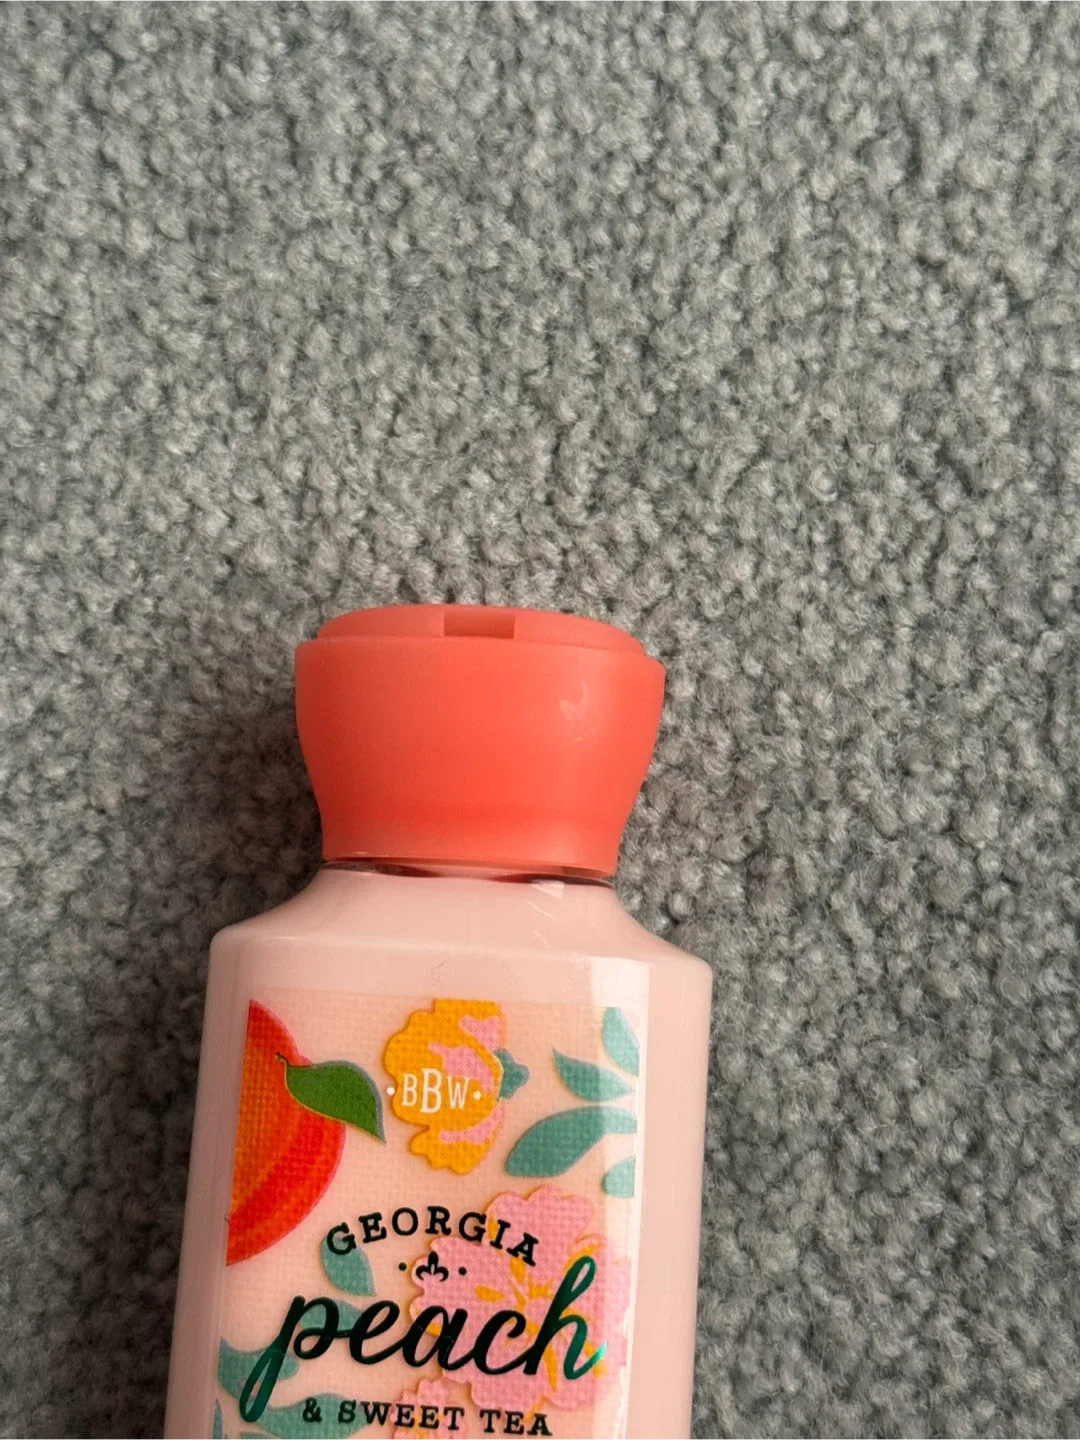 ·BBW·
GEORGIA
peach
& SWEET TEA